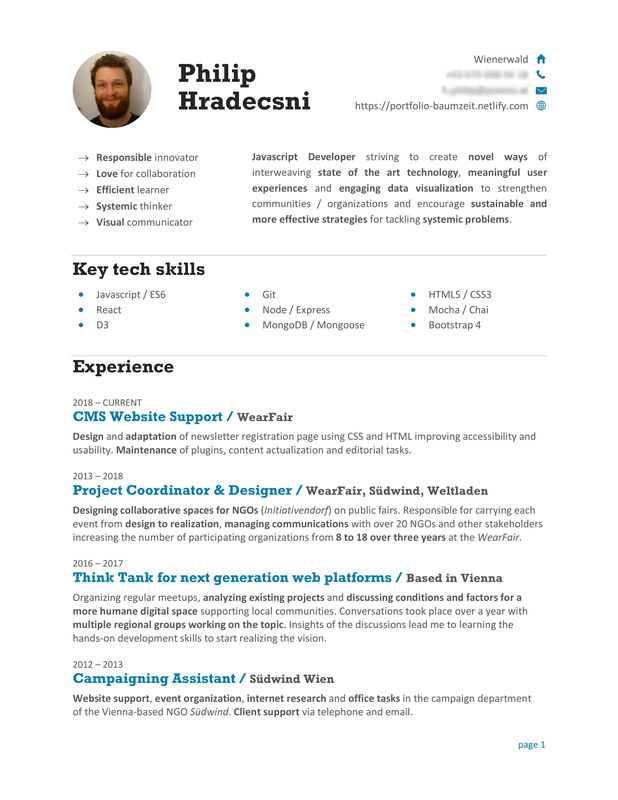 Philip
Hradecsni
Wienerwald
https://portfolio-baumzeit.netlify.com
→ Responsible innovator
→ Love for collaboration
→ Efficient learner
→ Systemic thinker
→ Visual communicator
Javascript Developer striving to create novel ways of
interweaving state of the art technology, meaningful user
experiences and engaging data visualization to strengthen
communities / organizations and encourage sustainable and
more effective strategies for tackling systemic problems.
Key tech skills
• Javascript / ES6
• React
• D3
• Git
• Node / Express
• MongoDB / Mongoose
• HTML5 / CSS3
• Mocha / Chai
• Bootstrap 4
Experience
2018 – CURRENT
CMS Website Support / WearFair
Design and adaptation of newsletter registration page using CSS and HTML improving accessibility and
usability. Maintenance of plugins, content actualization and editorial tasks.
2013 – 2018
Project Coordinator & Designer / WearFair, Südwind, Weltladen
Designing collaborative spaces for NGOs (Initiativendorf) on public fairs. Responsible for carrying each
event from design to realization, managing communications with over 20 NGOs and other stakeholders
increasing the number of participating organizations from 8 to 18 over three years at the WearFair.
2016 – 2017
Think Tank for next generation web platforms / Based in Vienna
Organizing regular meetups, analyzing existing projects and discussing conditions and factors for a
more humane digital space supporting local communities. Conversations took place over a year with
multiple regional groups working on the topic. Insights of the discussions lead me to learning the
hands-on development skills to start realizing the vision.
2012 – 2013
Campaigning Assistant / Südwind Wien
Website support, event organization, internet research and office tasks in the campaign department
of the Vienna-based NGO Südwind. Client support via telephone and email.
page 1